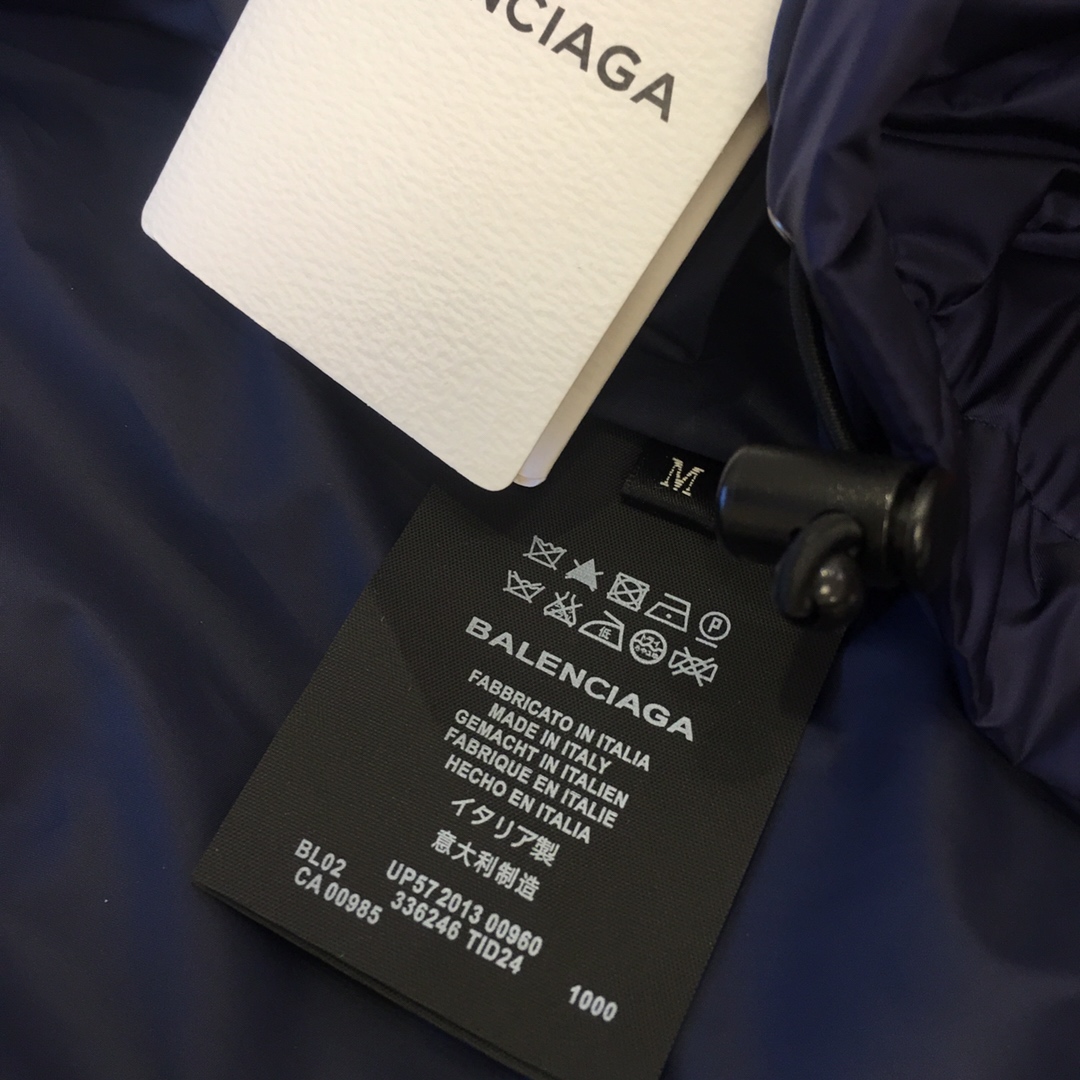 NCIAGA
M
P
低
BALENCIAGA
FABBRICATO IN ITALIA
MADE IN ITALY
GEMACHT IN ITALIEN
FABRIQUE EN ITALIE
HECHO EN ITALIA
イタリア製
意大利制造
BL02 UP57 2013 00960
CA 00985 336246 TID24
1000